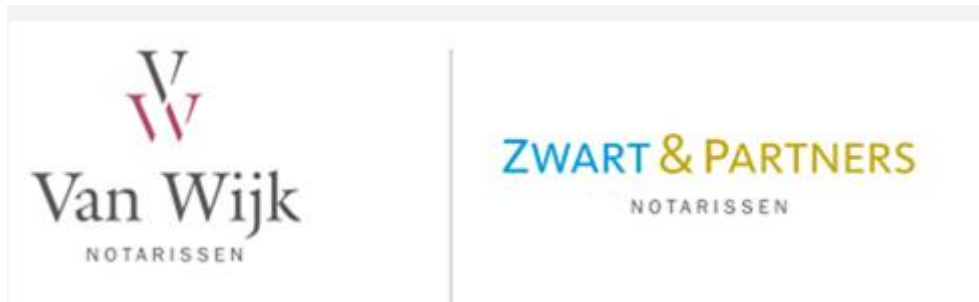 VW
Van Wijk
NOTARISSEN
ZWART & PARTNERS
NOTARISSEN